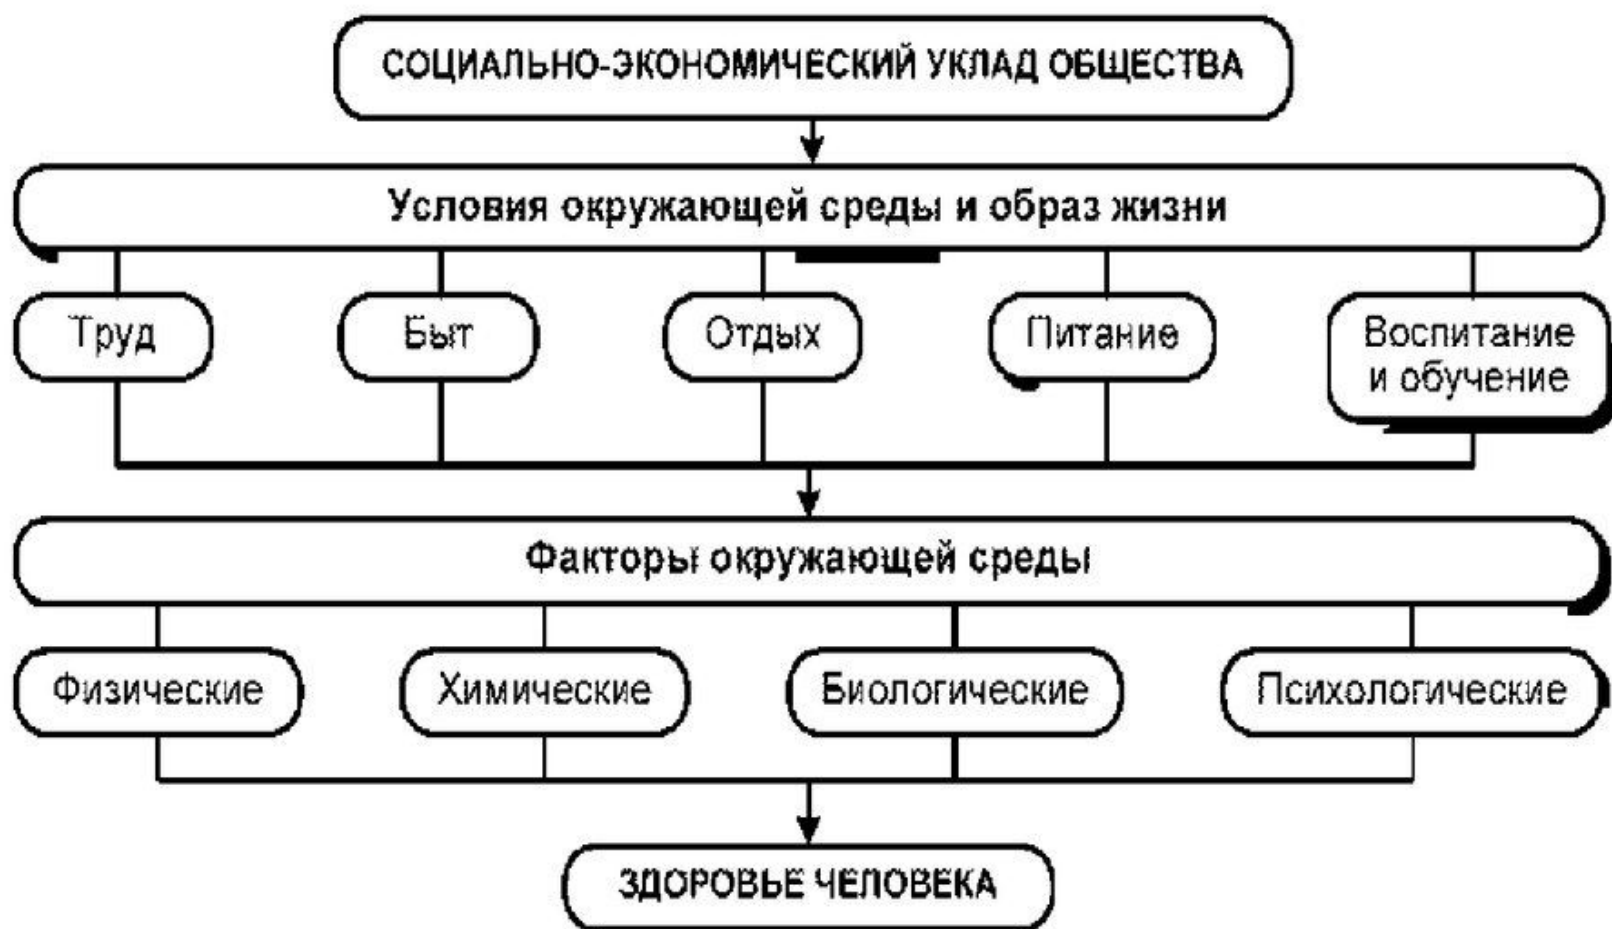 СОЦИАЛЬНО-ЭКОНОМИЧЕСКИЙ УКЛАД ОБЩЕСТВА
Условия окружающей среды и образ жизни
Труд
Быт
Отдых
Питание
Воспитание
и обучение
Факторы окружающей среды
Физические
Химические
Биологические
Психологические
ЗДОРОВЬЕ ЧЕЛОВЕКА